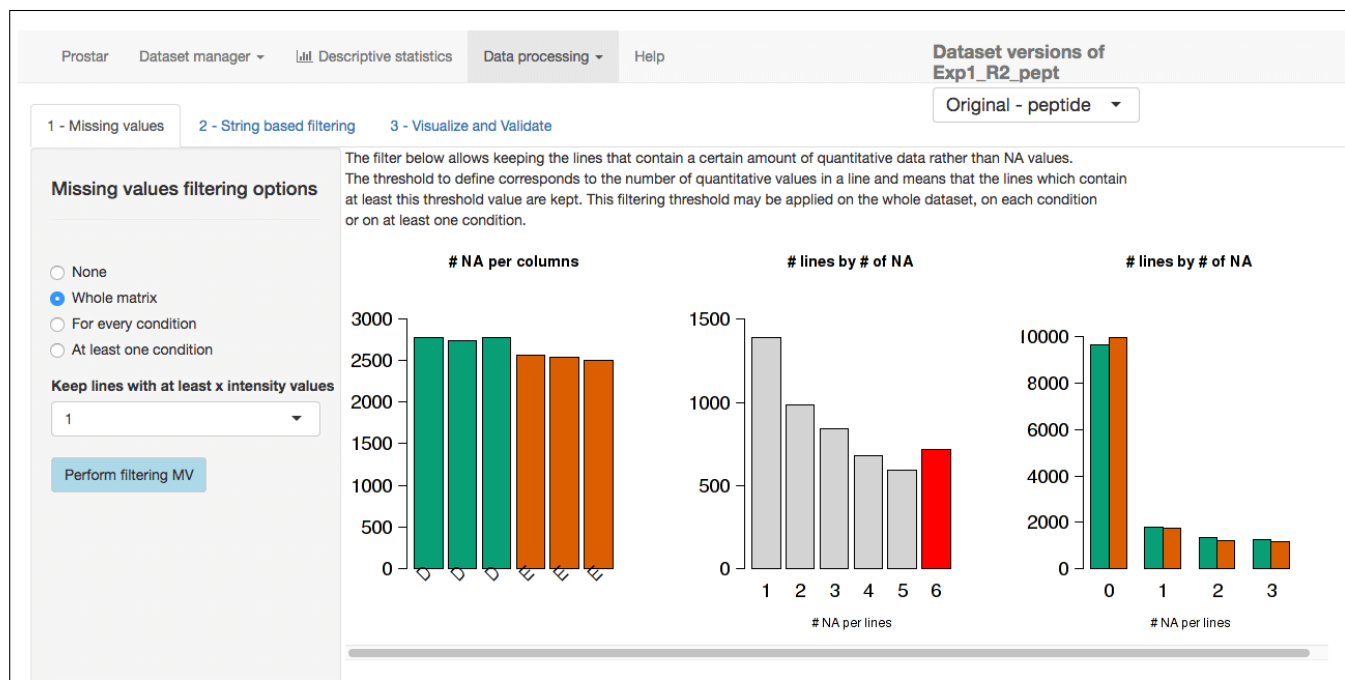 Prostar Dataset manager Descriptive statistics Data processing Help
Dataset versions of
Exp1_R2_pept
Original - peptide
1 - Missing values 2 - String based filtering 3 - Visualize and Validate
Missing values filtering options
None
Whole matrix
For every condition
At least one condition
Keep lines with at least x intensity values
1
Perform filtering MV
The filter below allows keeping the lines that contain a certain amount of quantitative data rather than NA values.
The threshold to define corresponds to the number of quantitative values in a line and means that the lines which contain
at least this threshold value are kept. This filtering threshold may be applied on the whole dataset, on each condition
or on at least one condition.
# NA per columns
3000
2500
2000
1500
1000
500
0
D D D E E E
# lines by # of NA
1500
1000
500
0
1 2 3 4 5 6
# NA per lines
# lines by # of NA
10000
8000
6000
4000
2000
0
0 1 2 3
# NA per lines